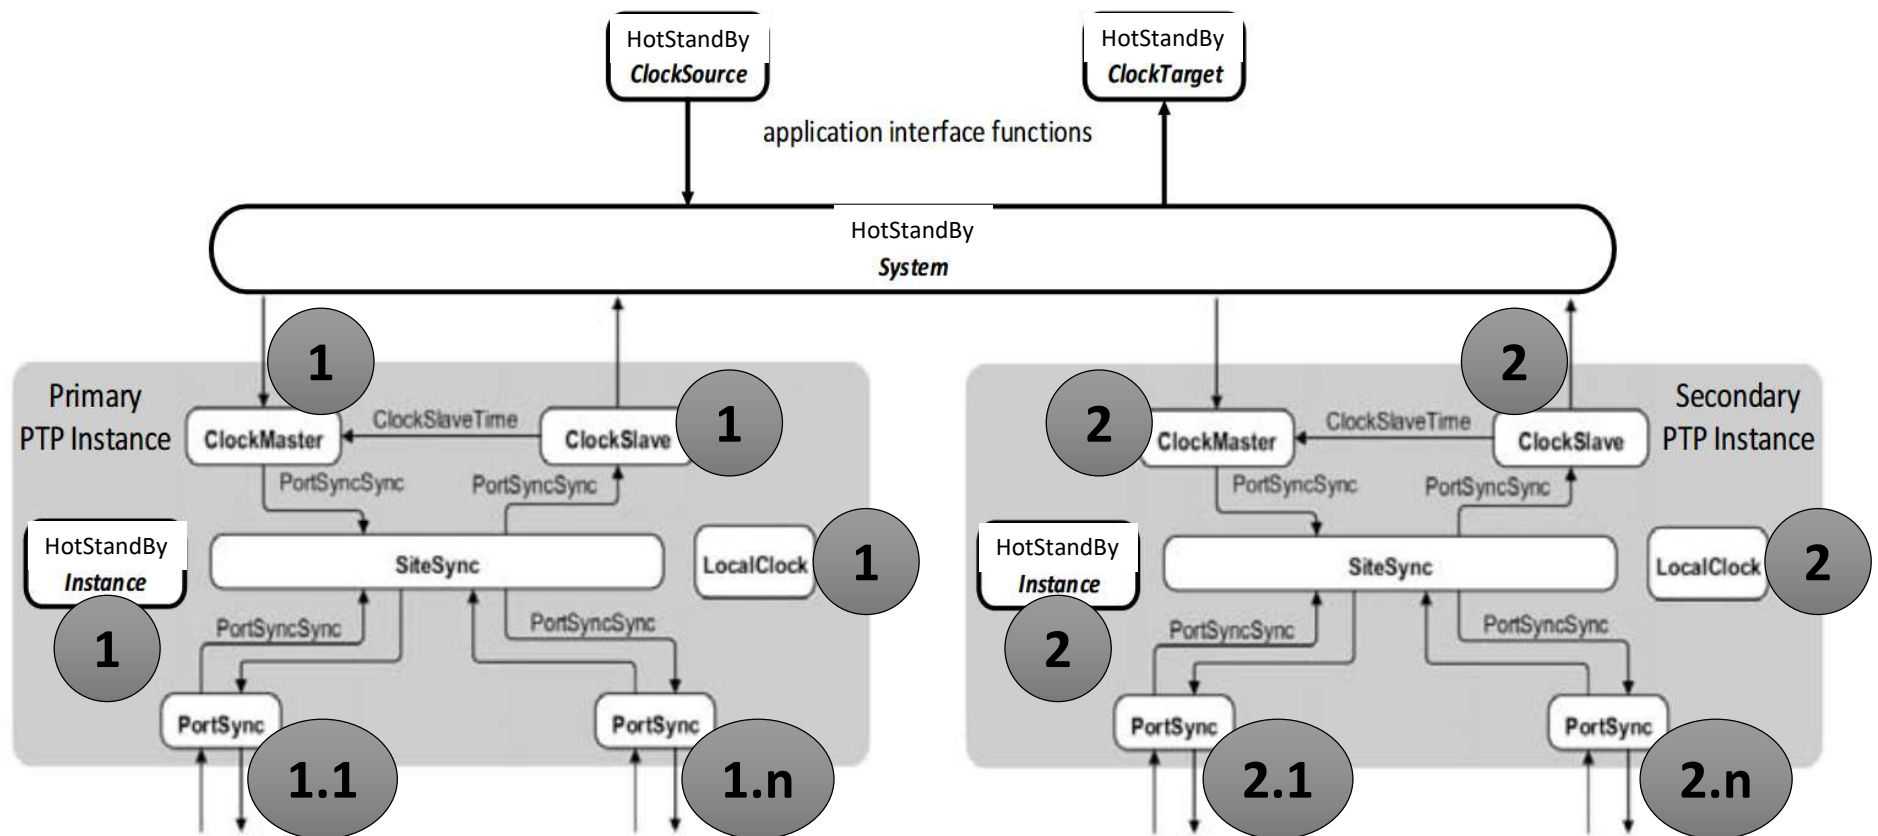 HotStandBy
ClockSource
HotStandBy
ClockTarget
application interface functions
HotStandBy
System
Primary
PTP Instance
1
ClockMaster
ClockSlaveTime
ClockSlave
1
PortSyncSync
PortSyncSync
HotStandBy
Instance
1
SiteSync
LocalClock
1
PortSyncSync
PortSyncSync
PortSync
1.1
PortSync
1.n
2
ClockMaster
ClockSlaveTime
2
ClockSlave
Secondary
PTP Instance
PortSyncSync
PortSyncSync
HotStandBy
Instance
2
SiteSync
LocalClock
2
PortSyncSync
PortSyncSync
PortSync
2.1
PortSync
2.n